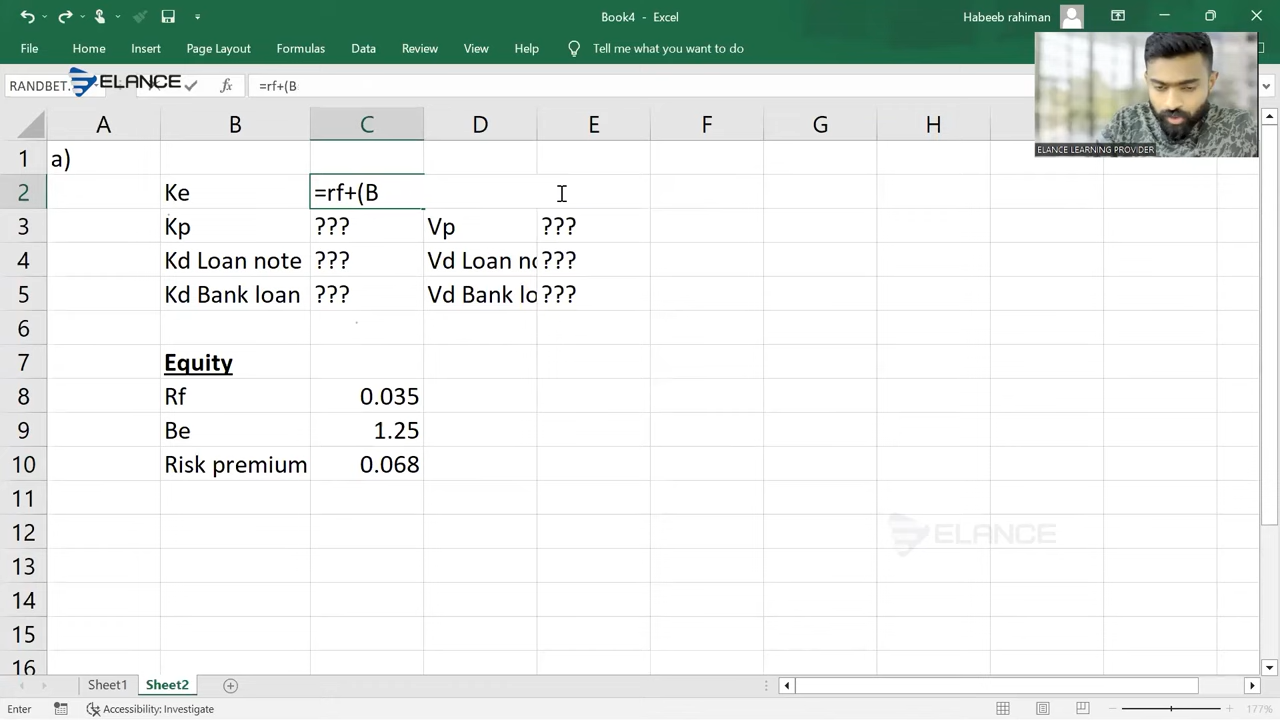 Book4 - Excel
Habeeb rahiman
File Home Insert Page Layout Formulas Data Review View Help Tell me what you want to do
RANDBET. ELANCE fx =rf+(B
ELANCE LEARNING PROVIDER
A B C D E F G H
1 a)
2 Ke =rf+(B
3 Kp ??? Vp ???
4 Kd Loan note ??? Vd Loan no ???
5 Kd Bank loan ??? Vd Bank lo ???
6
7 Equity
8 Rf 0.035
9 Be 1.25
10 Risk premium 0.068
11
12 ELANCE
13
14
15
16
Sheet1 Sheet2
Enter Accessibility: Investigate 177%